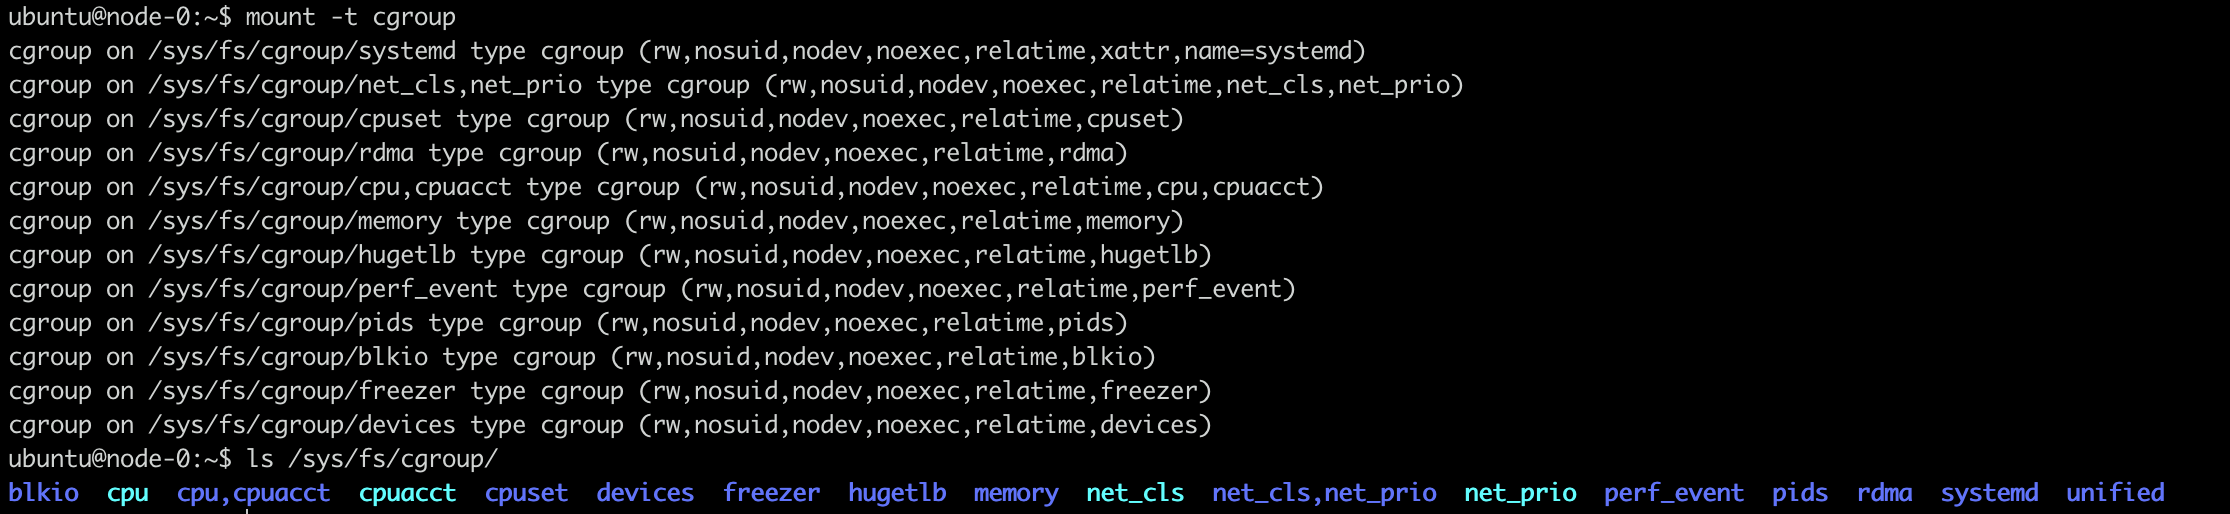 ubuntu@node-0:~$ mount -t cgroup
cgroup on /sys/fs/cgroup/systemd type cgroup (rw,nosuid,nodev,noexec,relatime,xattr,name=systemd)
cgroup on /sys/fs/cgroup/net_cls,net_prio type cgroup (rw,nosuid,nodev,noexec,relatime,net_cls,net_prio)
cgroup on /sys/fs/cgroup/cpuset type cgroup (rw,nosuid,nodev,noexec,relatime,cpuset)
cgroup on /sys/fs/cgroup/rdma type cgroup (rw,nosuid,nodev,noexec,relatime,rdma)
cgroup on /sys/fs/cgroup/cpu,cpuacct type cgroup (rw,nosuid,nodev,noexec,relatime,cpu,cpuacct)
cgroup on /sys/fs/cgroup/memory type cgroup (rw,nosuid,nodev,noexec,relatime,memory)
cgroup on /sys/fs/cgroup/hugetlb type cgroup (rw,nosuid,nodev,noexec,relatime,hugetlb)
cgroup on /sys/fs/cgroup/perf_event type cgroup (rw,nosuid,nodev,noexec,relatime,perf_event)
cgroup on /sys/fs/cgroup/pids type cgroup (rw,nosuid,nodev,noexec,relatime,pids)
cgroup on /sys/fs/cgroup/blkio type cgroup (rw,nosuid,nodev,noexec,relatime,blkio)
cgroup on /sys/fs/cgroup/freezer type cgroup (rw,nosuid,nodev,noexec,relatime,freezer)
cgroup on /sys/fs/cgroup/devices type cgroup (rw,nosuid,nodev,noexec,relatime,devices)
ubuntu@node-0:~$ ls /sys/fs/cgroup/
blkio  cpu  cpu,cpuacct  cpuacct  cpuset  devices  freezer  hugetlb  memory  net_cls  net_cls,net_prio  net_prio  perf_event  pids  rdma  systemd  unified